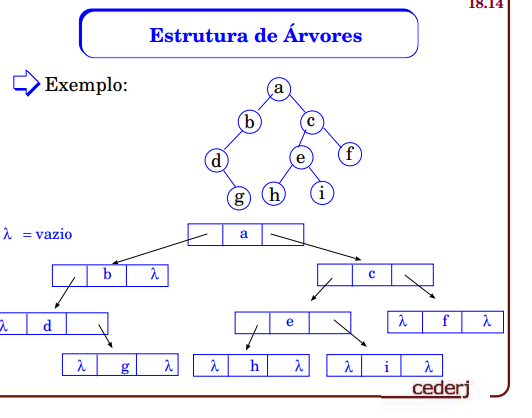 18.14
Estrutura de Árvores
Exemplo:
a
b c
d e f
g h i
λ = vazio
a
b λ c
λ d e λ f λ
λ g λ λ h λ λ i λ
cederj